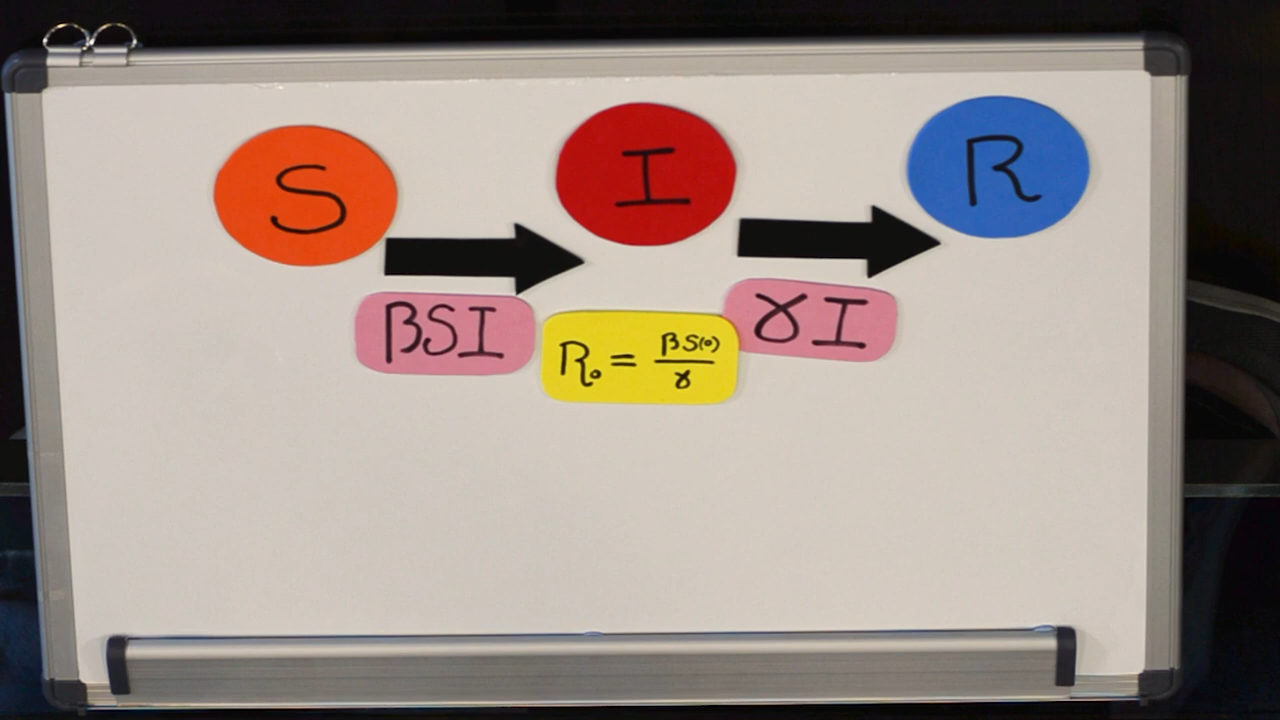 S
I
R
βSI
R₀ = βS(0)/γ
γI